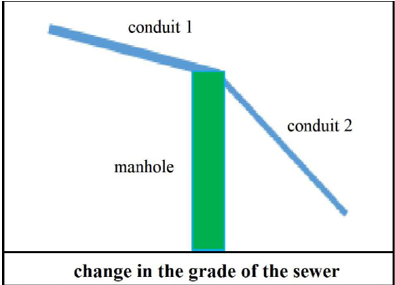 conduit 1
conduit 2
manhole
change in the grade of the sewer